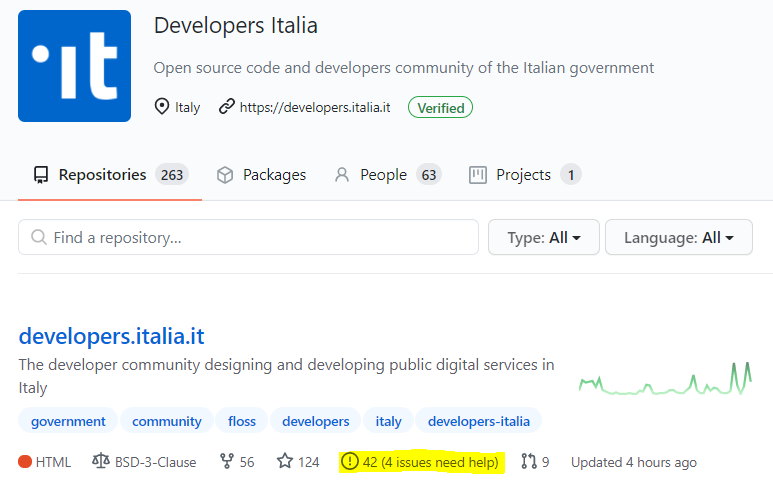 ·it
Developers Italia
Open source code and developers community of the Italian government
Italy https://developers.italia.it Verified
Repositories 263 Packages People 63 Projects 1
Find a repository... Type: All Language: All
developers.italia.it
The developer community designing and developing public digital services in
Italy
government community floss developers italy developers-italia
HTML BSD-3-Clause 56 124 42 (4 issues need help) 9 Updated 4 hours ago